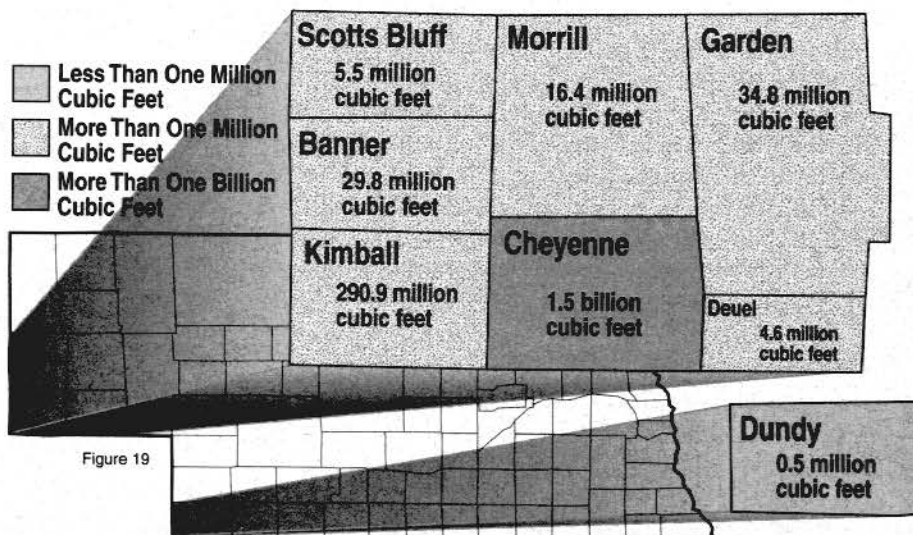 Less Than One Million
Cubic Feet
More Than One Million
Cubic Feet
More Than One Billion
Cubic Feet
Scotts Bluff
5.5 million
cubic feet
Morrill
16.4 million
cubic feet
Garden
34.8 million
cubic feet
Banner
29.8 million
cubic feet
Kimball
290.9 million
cubic feet
Cheyenne
1.5 billion
cubic feet
Deuel
4.6 million
cubic feet
Dundy
0.5 million
cubic feet
Figure 19